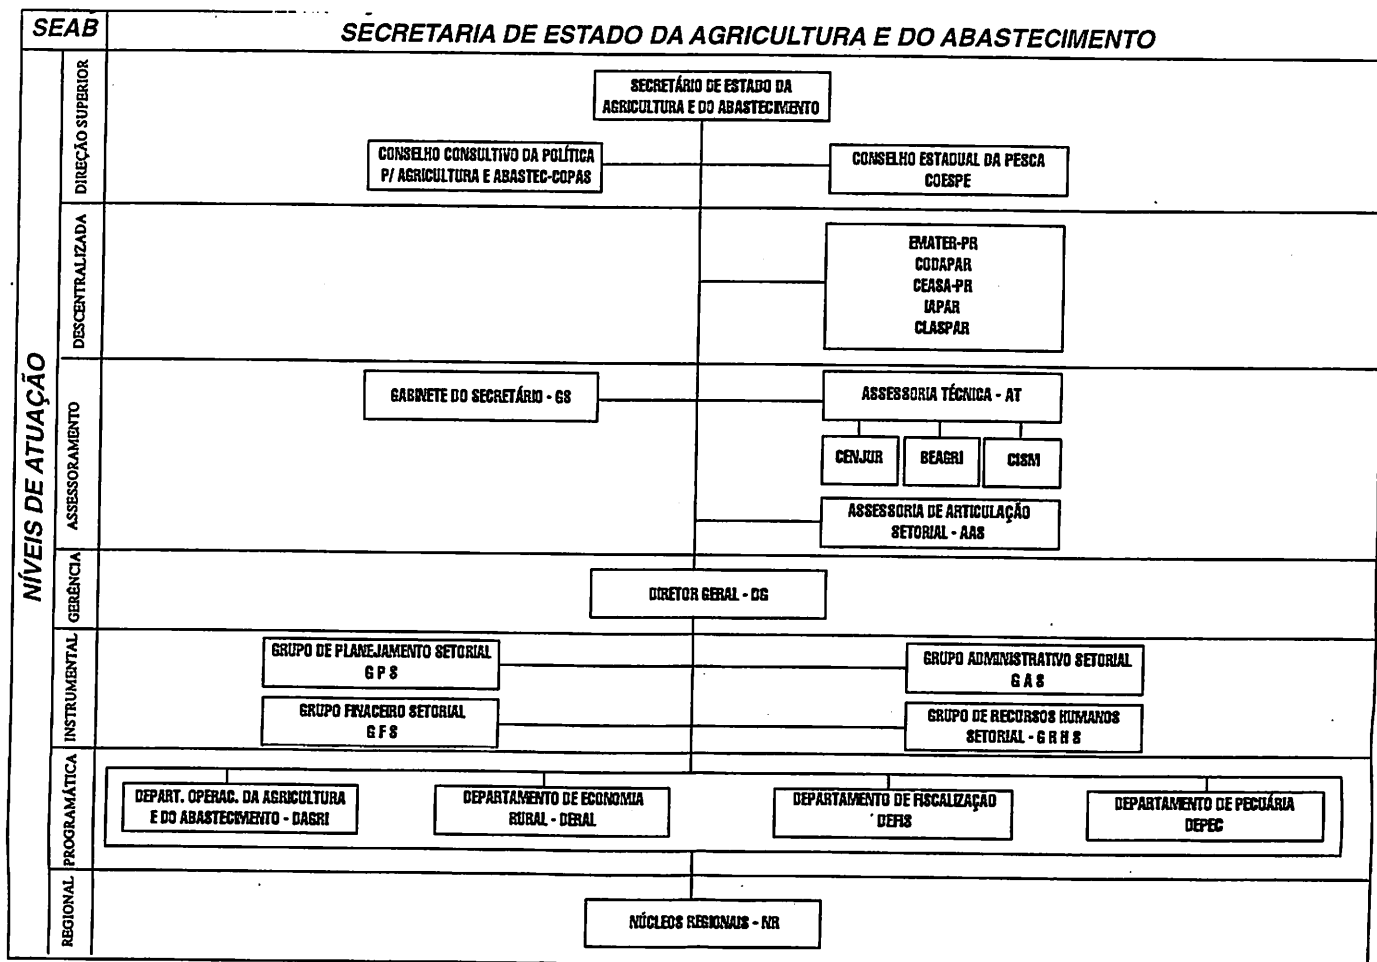 SEAB
SECRETARIA DE ESTADO DA AGRICULTURA E DO ABASTECIMENTO
NÍVEIS DE ATUAÇÃO
DIREÇÃO SUPERIOR
SECRETÁRIO DE ESTADO DA
AGRICULTURA E DO ABASTECIMENTO
CONSELHO CONSULTIVO DA POLÍTICA
P/ AGRICULTURA E ABASTEC-COPAS
CONSELHO ESTADUAL DA PESCA
COESPE
DESCENTRALIZADA
EMATER-PR
CODAPAR
CEASA-PR
IAPAR
CLASPAR
ASSESSORAMENTO
GABINETE DO SECRETÁRIO - GS
ASSESSORIA TÉCNICA - AT
CENJUR
BEAGRI
CISM
ASSESSORIA DE ARTICULAÇÃO
SETORIAL - AAS
GERÊNCIA
DIRETOR GERAL - DG
INSTRUMENTAL
GRUPO DE PLANEJAMENTO SETORIAL
G P S
GRUPO ADMINISTRATIVO SETORIAL
G A S
GRUPO FINACEIRO SETORIAL
G F S
GRUPO DE RECURSOS HUMANOS
SETORIAL - G R H S
PROGRAMÁTICA
DEPART. OPERAC. DA AGRICULTURA
E DO ABASTECIMENTO - DAGRI
DEPARTAMENTO DE ECONOMIA
RURAL - DERAL
DEPARTAMENTO DE FISCALIZAÇÃO
DEFIS
DEPARTAMENTO DE PECUÁRIA
DEPEC
REGIONAL
NÚCLEOS REGIONAIS - NR